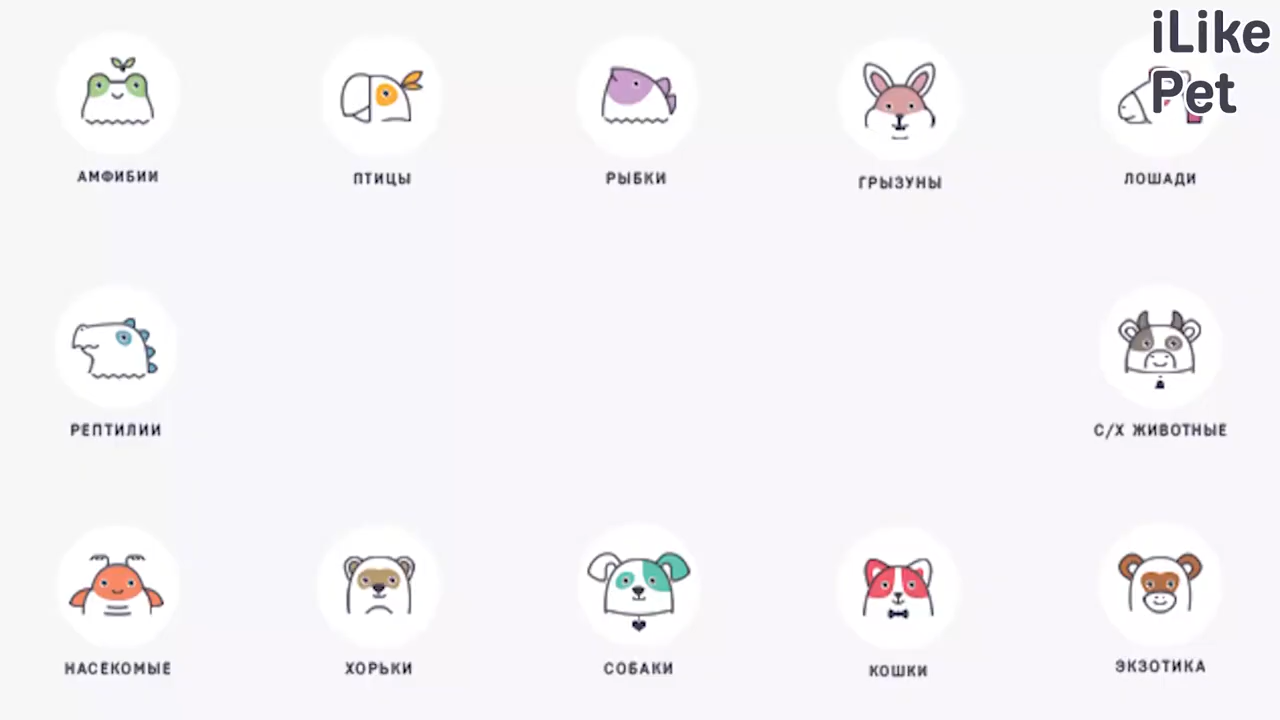 iLike
Pet
АМФИБИИ
ПТИЦЫ
РЫБКИ
ГРЫЗУНЫ
ЛОШАДИ
РЕПТИЛИИ
С/Х ЖИВОТНЫЕ
НАСЕКОМЫЕ
ХОРЬКИ
СОБАКИ
КОШКИ
ЭКЗОТИКА